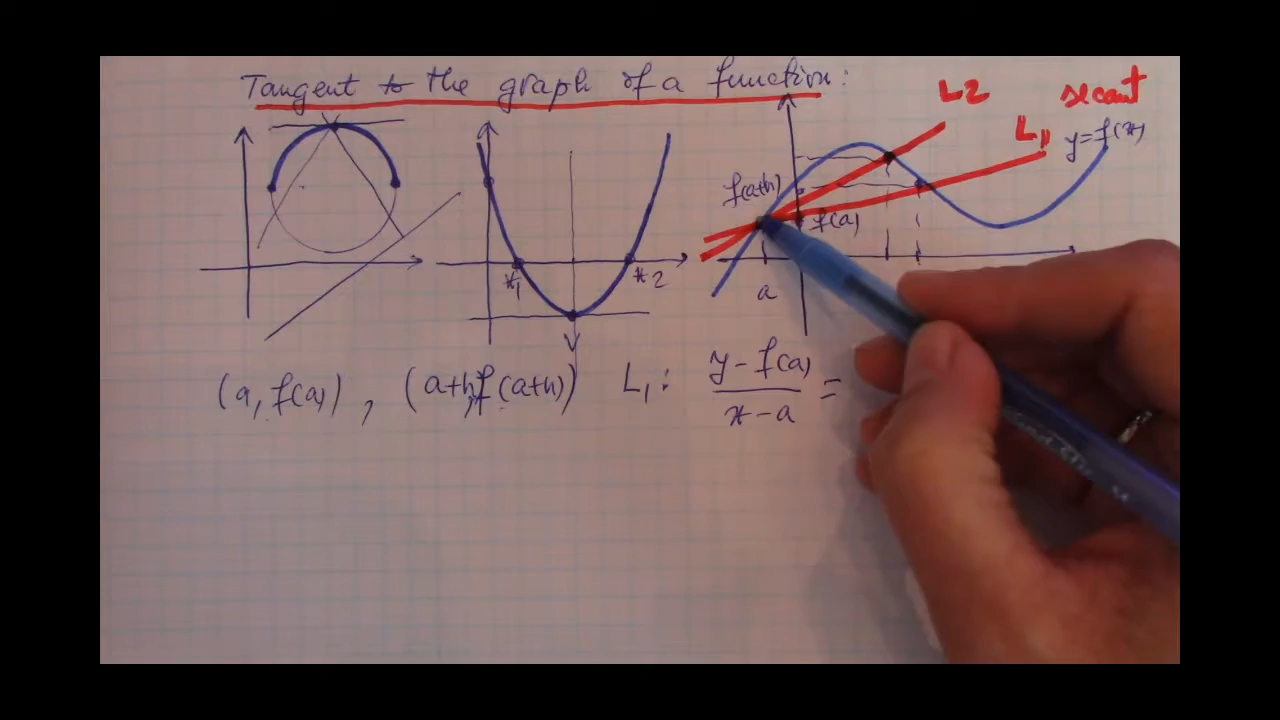 Tangent to the graph of a function:
L2
secant
L1
y=f(x)
f(a+h)
f(a)
x1
x2
a
(a, f(a)) , (a+h, f(a+h)) L1: y-f(a)/x-a =